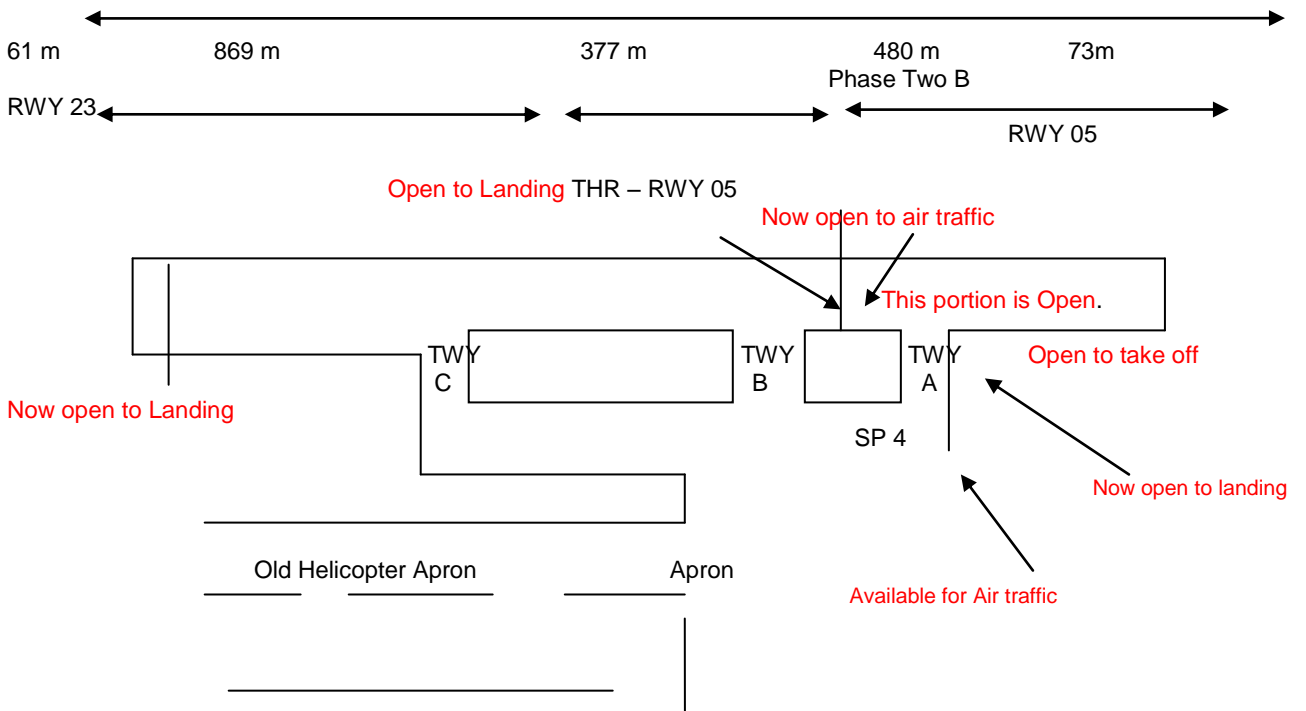 61 m 869 m 377 m 480 m 73m
Phase Two B
RWY 23
RWY 05
Open to Landing THR – RWY 05
Now open to air traffic
This portion is Open.
TWY C
TWY B
TWY A
Open to take off
Now open to Landing
SP 4
Now open to landing
Old Helicopter Apron Apron
Available for Air traffic